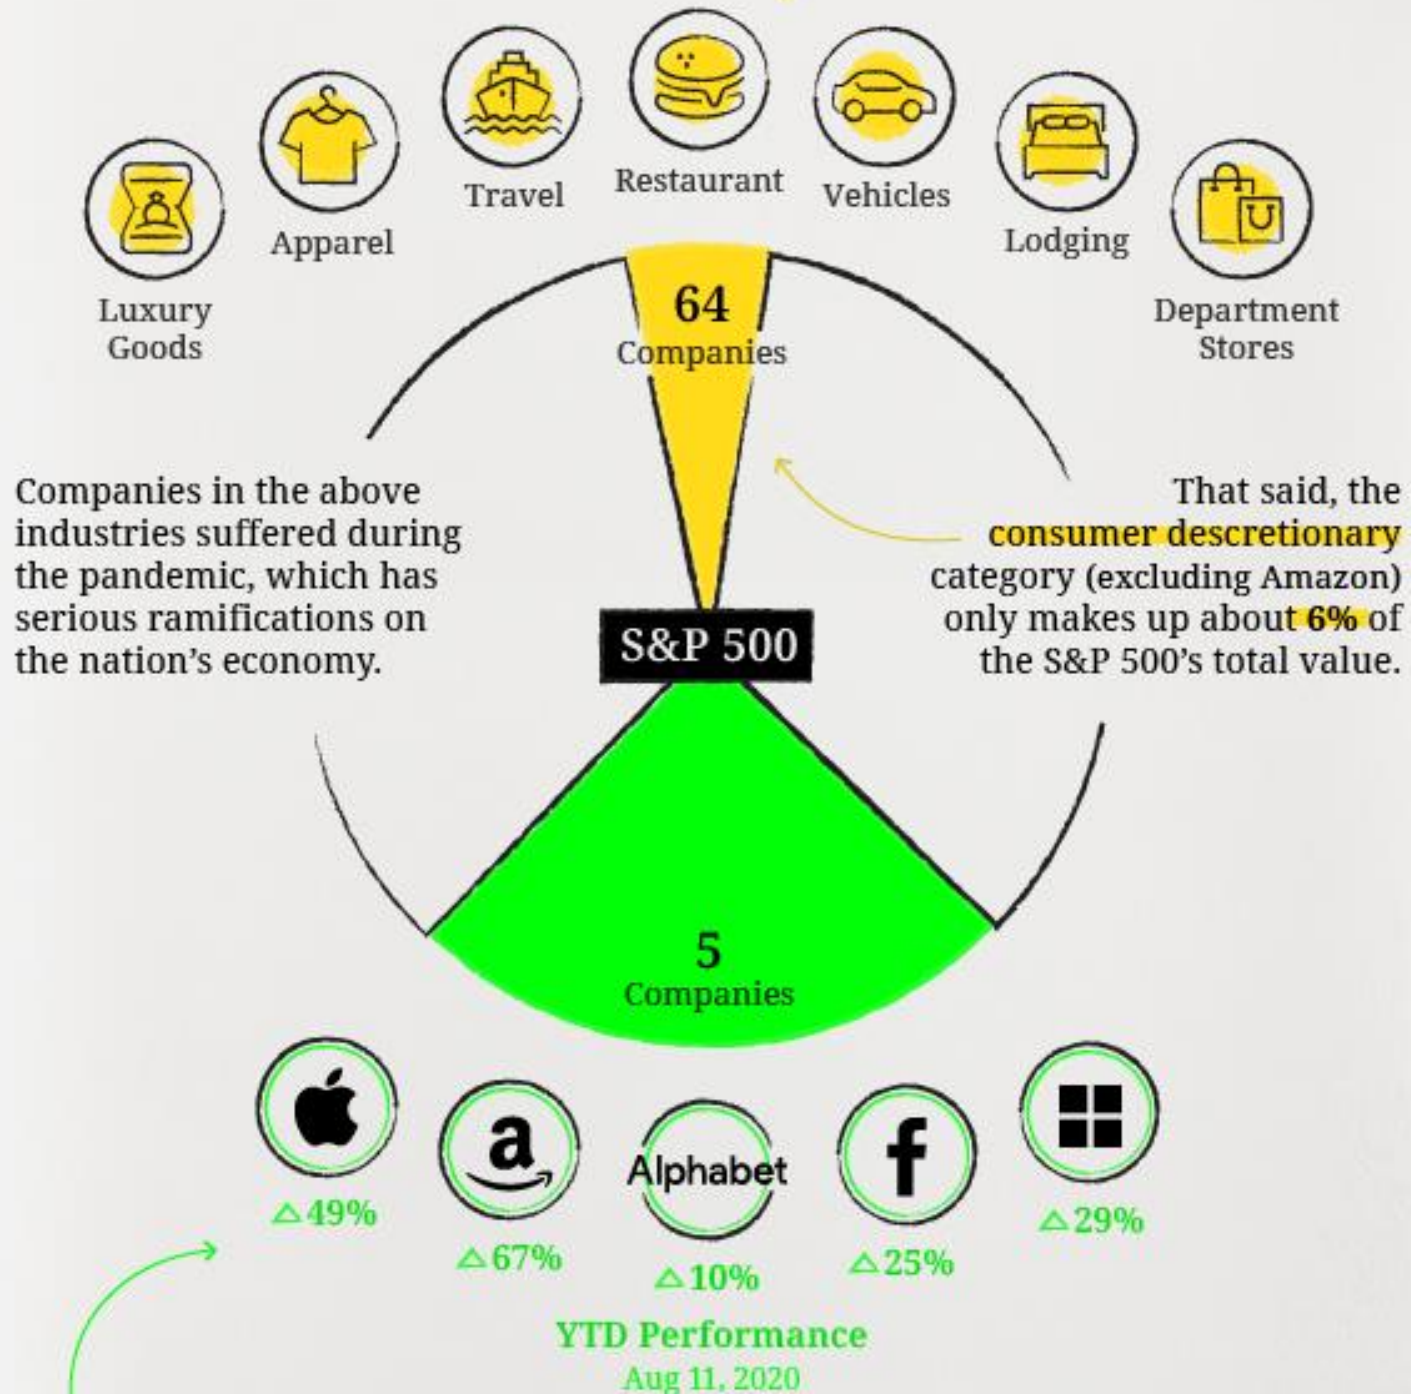 Luxury
Goods
Apparel
Travel
Restaurant
Vehicles
Lodging
Department
Stores
64
Companies
Companies in the above
industries suffered during
the pandemic, which has
serious ramifications on
the nation's economy.
That said, the
consumer descretionary
category (excluding Amazon)
only makes up about 6% of
the S&P 500's total value.
S&P 500
5
Companies
a
Alphabet
f
△49%
△67%
△10%
△25%
△29%
YTD Performance
Aug 11, 2020